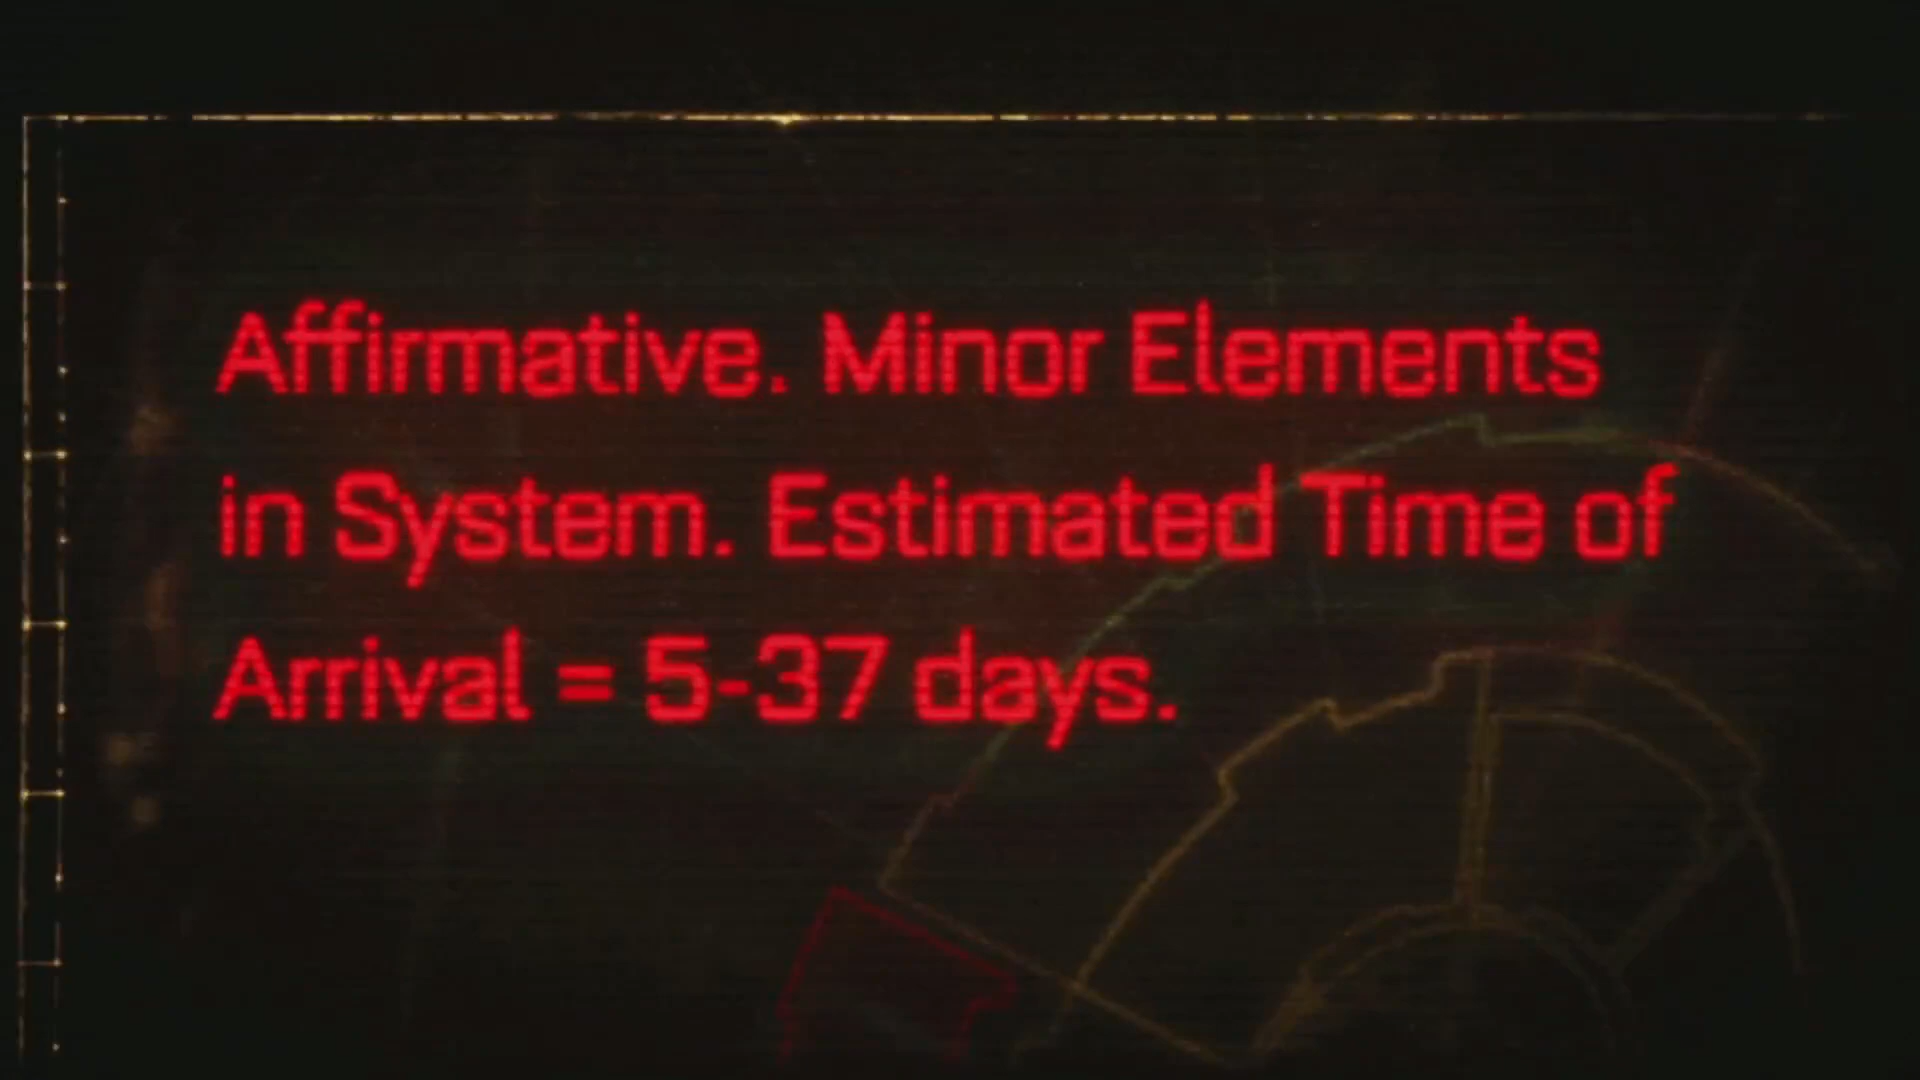 Affirmative. Minor Elements
in System. Estimated Time of
Arrival = 5-37 days.